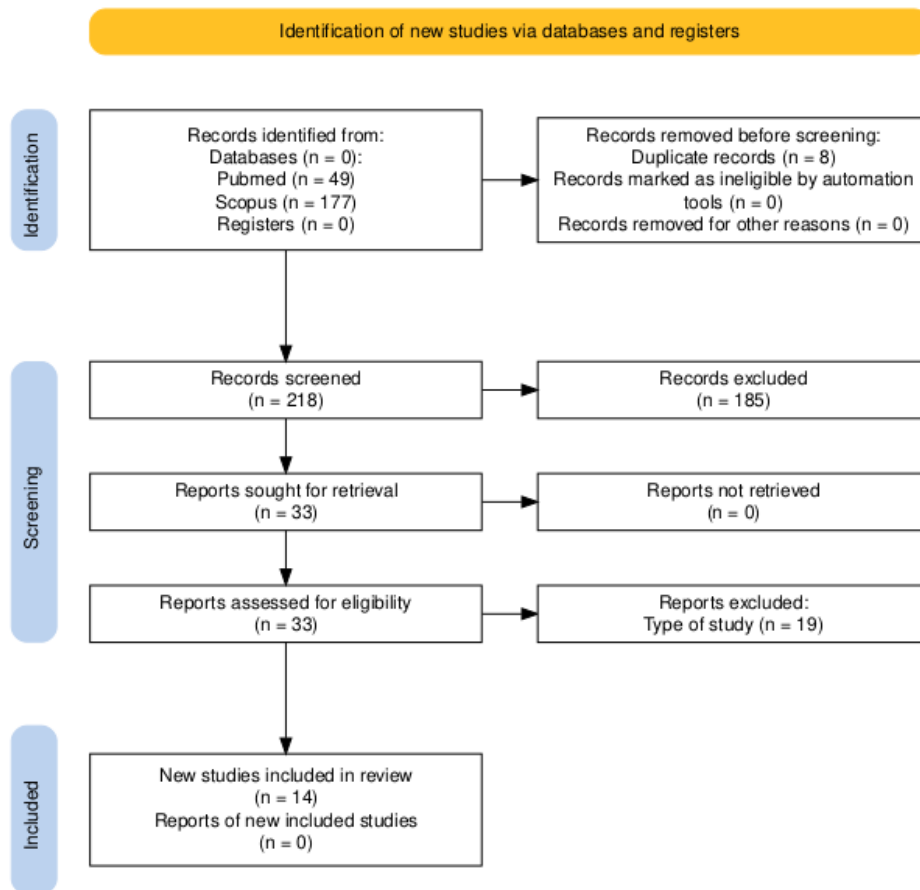 Identification of new studies via databases and registers
Identification
Records identified from:
Databases (n = 0):
Pubmed (n = 49)
Scopus (n = 177)
Registers (n = 0)
Records removed before screening:
Duplicate records (n = 8)
Records marked as ineligible by automation
tools (n = 0)
Records removed for other reasons (n = 0)
Screening
Records screened
(n = 218)
Records excluded
(n = 185)
Reports sought for retrieval
(n = 33)
Reports not retrieved
(n = 0)
Reports assessed for eligibility
(n = 33)
Reports excluded:
Type of study (n = 19)
Included
New studies included in review
(n = 14)
Reports of new included studies
(n = 0)